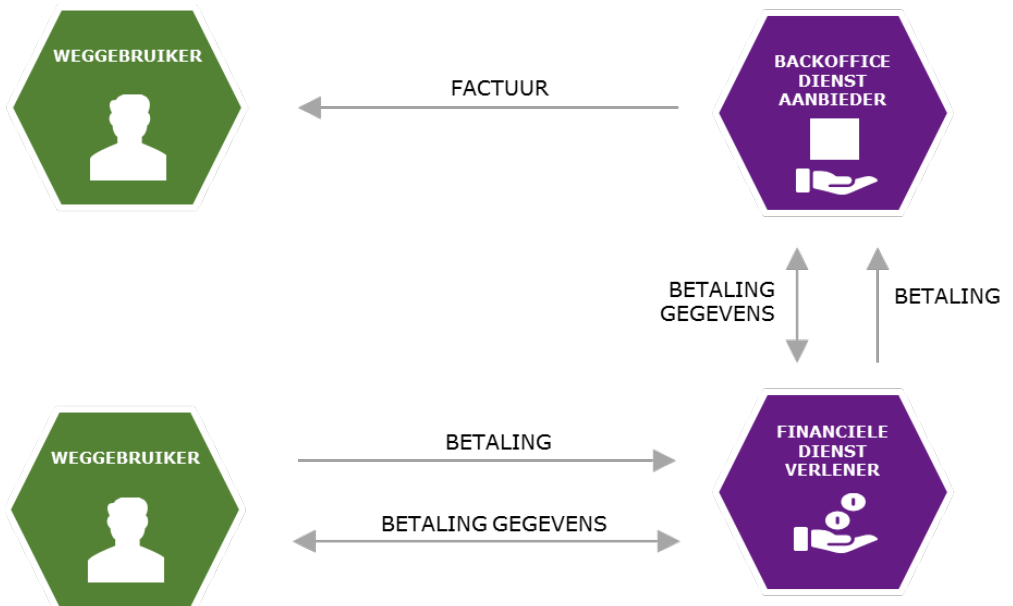 WEGGEBRUIKER
FACTUUR
BACKOFFICE
DIENST
AANBIEDER
BETALING
GEGEVENS
BETALING
WEGGEBRUIKER
BETALING
BETALING GEGEVENS
FINANCIELE
DIENST
VERLENER